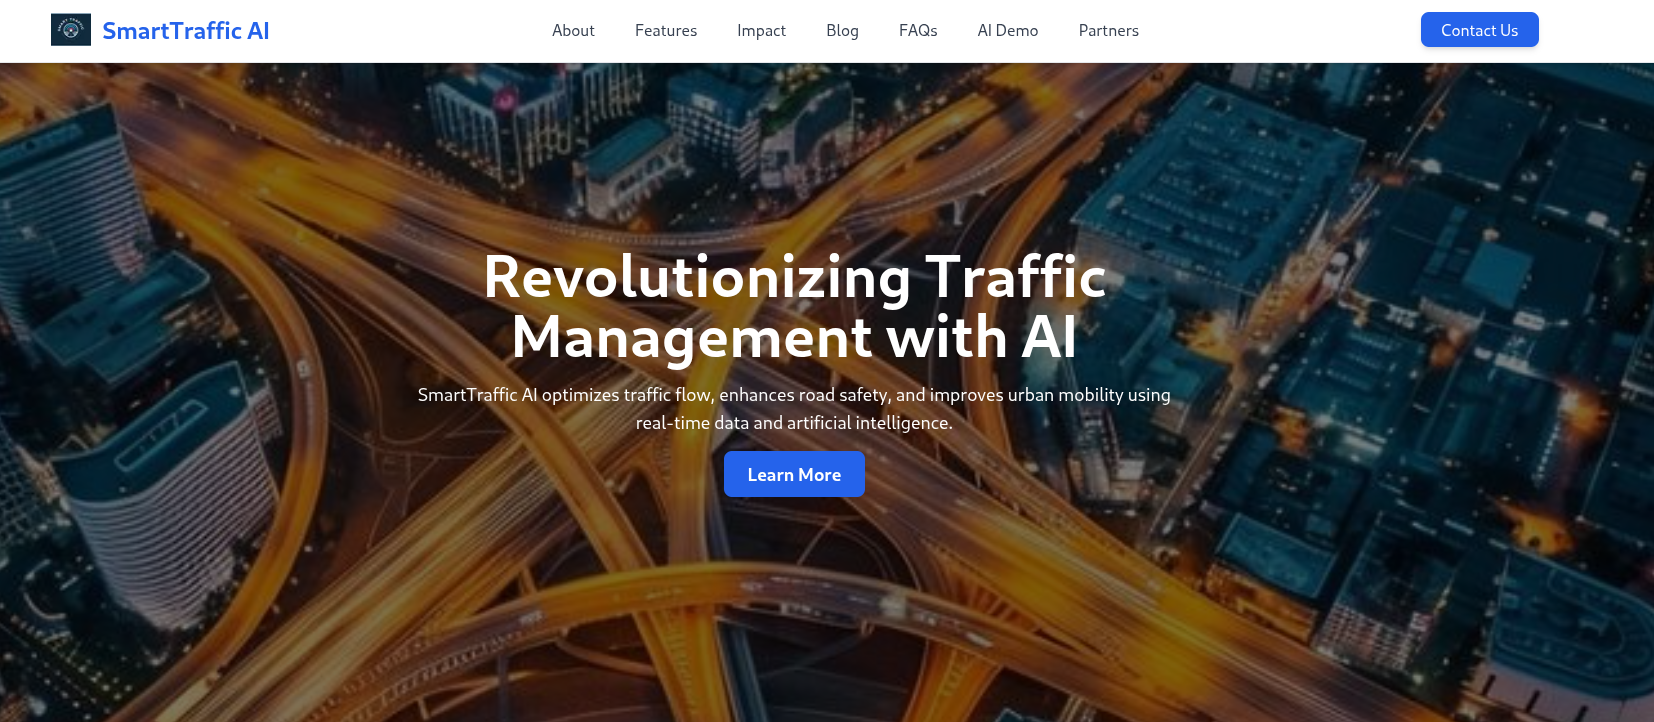 SMART TRAFFIC
SmartTraffic AI
About
Features
Impact
Blog
FAQs
AI Demo
Partners
Contact Us
Revolutionizing Traffic
Management with AI
SmartTraffic AI optimizes traffic flow, enhances road safety, and improves urban mobility using
real-time data and artificial intelligence.
Learn More